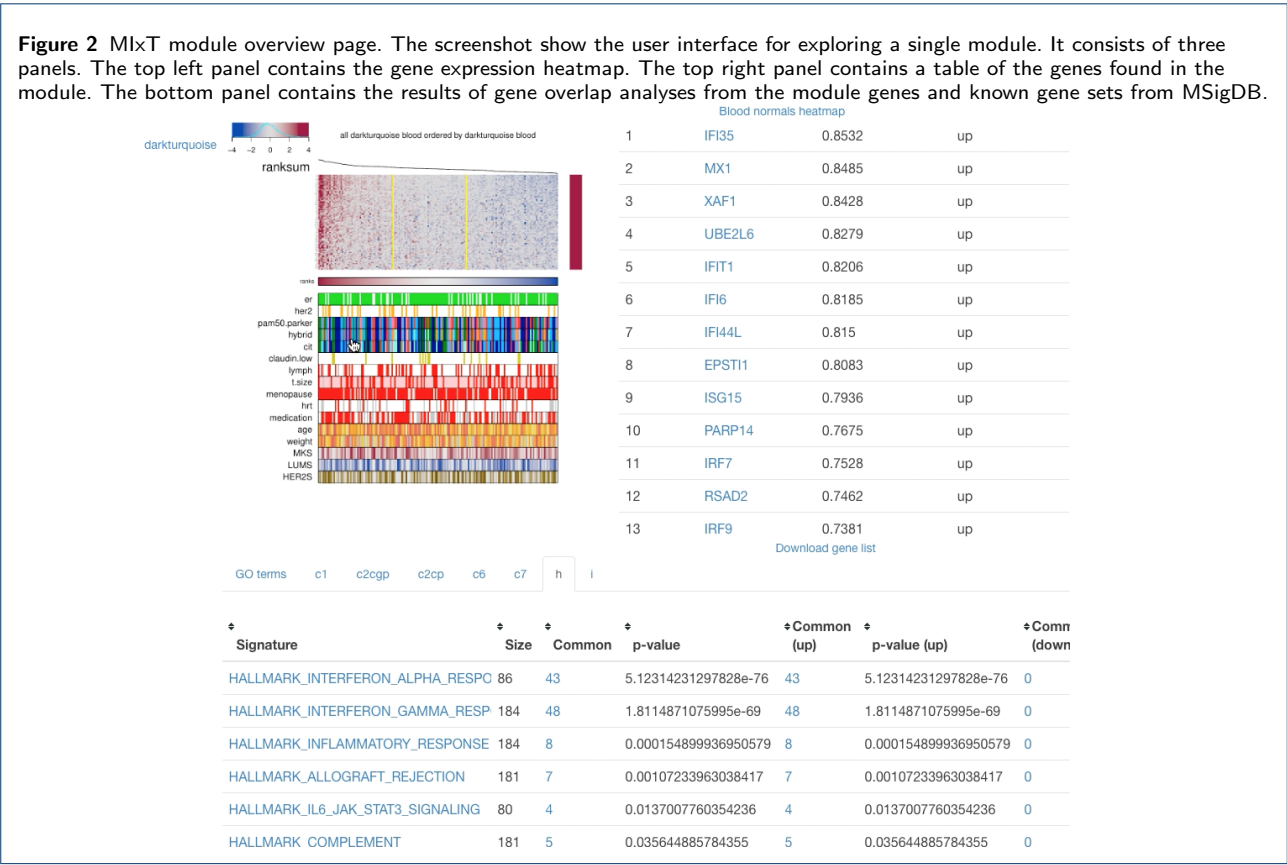 Figure 2 MIxT module overview page. The screenshot show the user interface for exploring a single module. It consists of three
panels. The top left panel contains the gene expression heatmap. The top right panel contains a table of the genes found in the
module. The bottom panel contains the results of gene overlap analyses from the module genes and known gene sets from MSigDB.
darkturquoise
-4 -2 0 2 4
all darkturquoise blood ordered by darkturquoise blood
ranksum
ranks
er
her2
pam50.parker
hybrid
cit
claudin.low
lymph
t.size
menopause
hrt
medication
age
weight
MKS
LUMS
HER2S
Blood normals heatmap
1 IFI35 0.8532 up
2 MX1 0.8485 up
3 XAF1 0.8428 up
4 UBE2L6 0.8279 up
5 IFIT1 0.8206 up
6 IFI6 0.8185 up
7 IFI44L 0.815 up
8 EPSTI1 0.8083 up
9 ISG15 0.7936 up
10 PARP14 0.7675 up
11 IRF7 0.7528 up
12 RSAD2 0.7462 up
13 IRF9 0.7381 up
Download gene list
GO terms c1 c2cgp c2cp c6 c7 h i
Common Comm
Signature Size Common p-value (up) p-value (up) (down
HALLMARK_INTERFERON_ALPHA_RESPO 86 43 5.12314231297828e-76 43 5.12314231297828e-76 0
HALLMARK_INTERFERON_GAMMA_RESP 184 48 1.8114871075995e-69 48 1.8114871075995e-69 0
HALLMARK_INFLAMMATORY_RESPONSE 184 8 0.000154899936950579 8 0.000154899936950579 0
HALLMARK_ALLOGRAFT_REJECTION 181 7 0.00107233963038417 7 0.00107233963038417 0
HALLMARK_IL6_JAK_STAT3_SIGNALING 80 4 0.0137007760354236 4 0.0137007760354236 0
HALLMARK_COMPLEMENT 181 5 0.035644885784355 5 0.035644885784355 0